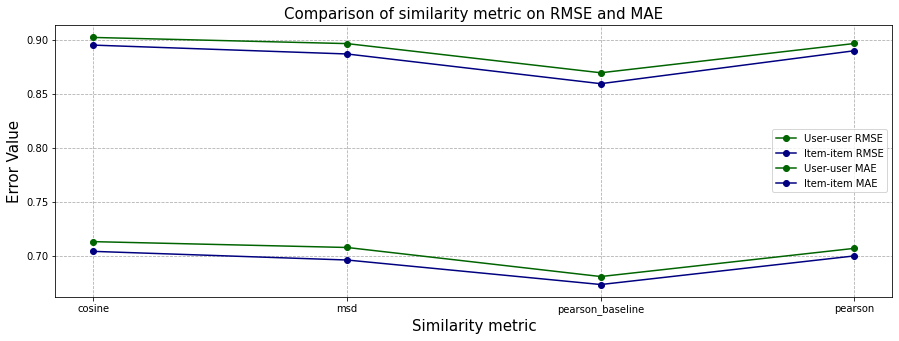 Comparison of similarity metric on RMSE and MAE
Error Value
0.90
0.85
0.80
0.75
0.70
User-user RMSE
Item-item RMSE
User-user MAE
Item-item MAE
cosine
msd
pearson_baseline
pearson
Similarity metric